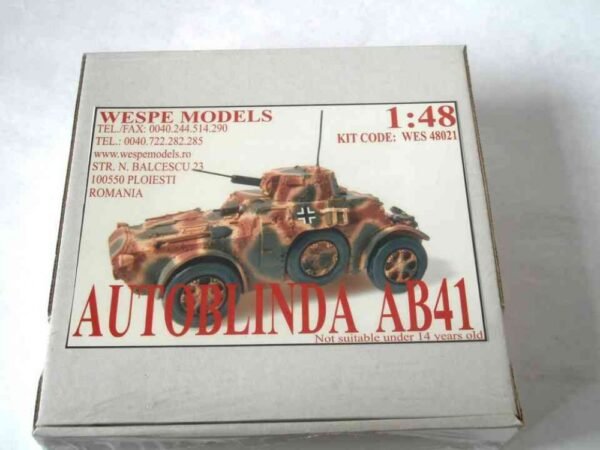 WESPE MODELS
TEL./FAX: 0040.244.514.290
TEL.: 0040.722.282.285
www.wespemodels.ro
STR. N. BALCESCU 23
100550 PLOIESTI
ROMANIA
1:48
KIT CODE: WES 48021
AUTOBLINDA AB41
Not suitable under 14 years old